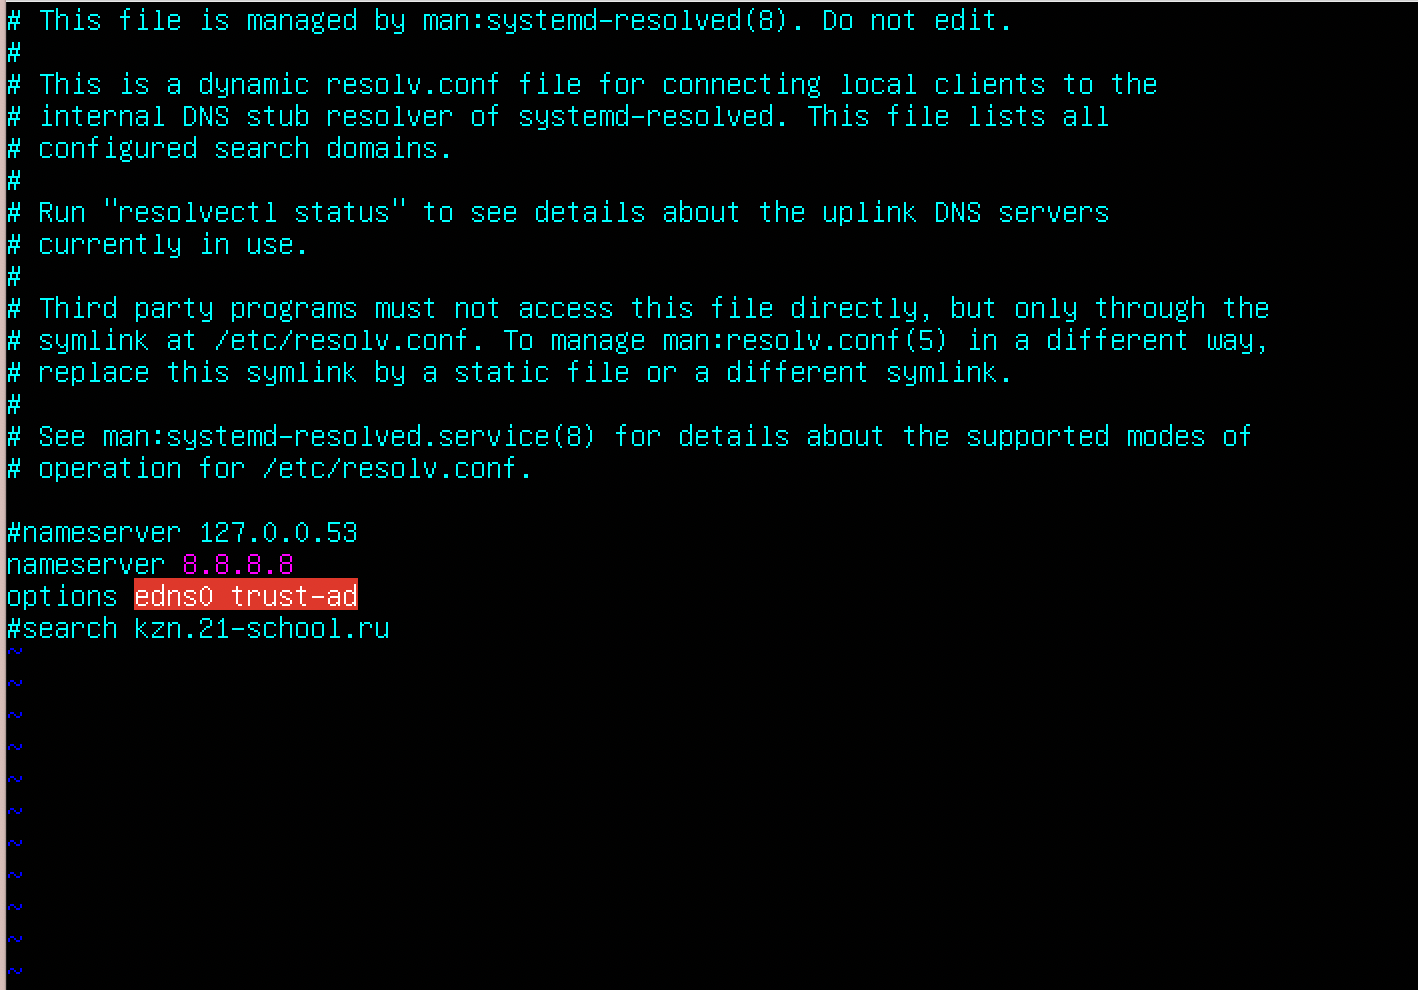 # This file is managed by man:systemd-resolved(8). Do not edit.
#
# This is a dynamic resolv.conf file for connecting local clients to the
# internal DNS stub resolver of systemd-resolved. This file lists all
# configured search domains.
#
# Run "resolvectl status" to see details about the uplink DNS servers
# currently in use.
#
# Third party programs must not access this file directly, but only through the
# symlink at /etc/resolv.conf. To manage man:resolv.conf(5) in a different way,
# replace this symlink by a static file or a different symlink.
#
# See man:systemd-resolved.service(8) for details about the supported modes of
# operation for /etc/resolv.conf.

#nameserver 127.0.0.53
nameserver 8.8.8.8
options edns0 trust-ad
#search kzn.21-school.ru
~
~
~
~
~
~
~
~
~
~
~